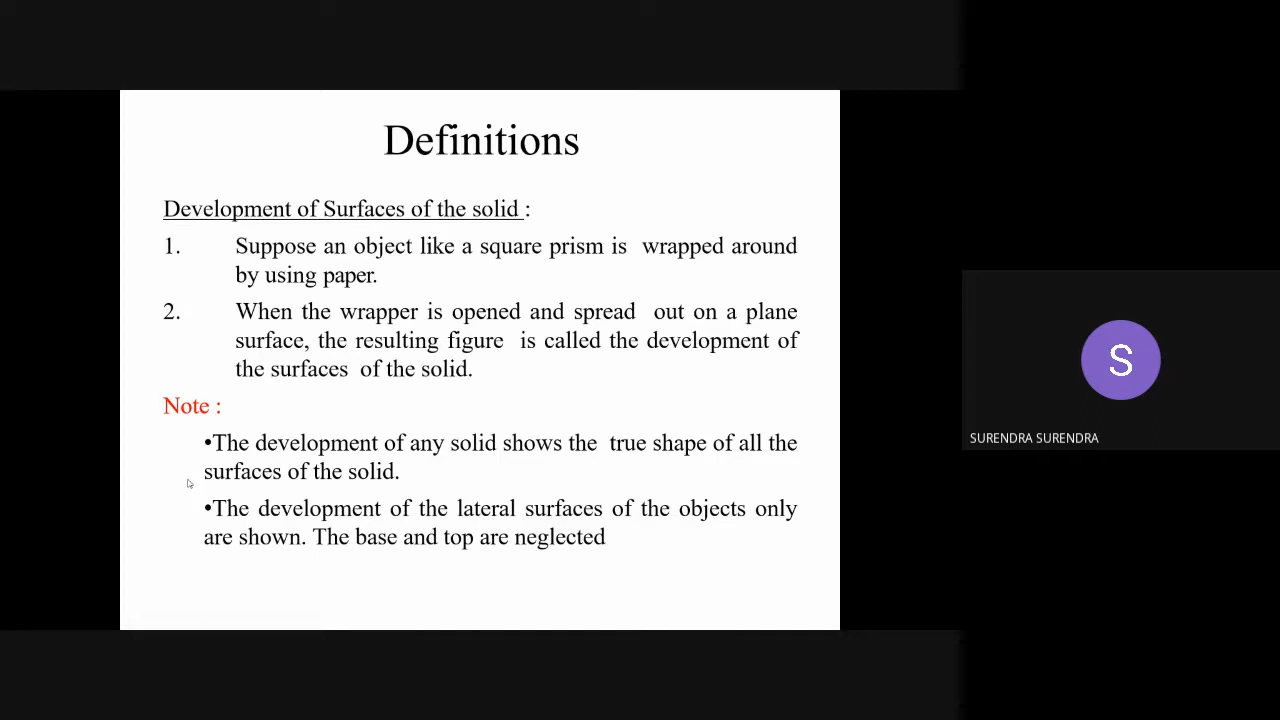 Definitions
Development of Surfaces of the solid :
1. Suppose an object like a square prism is wrapped around
by using paper.
2. When the wrapper is opened and spread out on a plane
surface, the resulting figure is called the development of
the surfaces of the solid.
Note :
•The development of any solid shows the true shape of all the
surfaces of the solid.
•The development of the lateral surfaces of the objects only
are shown. The base and top are neglected
S
SURENDRA SURENDRA